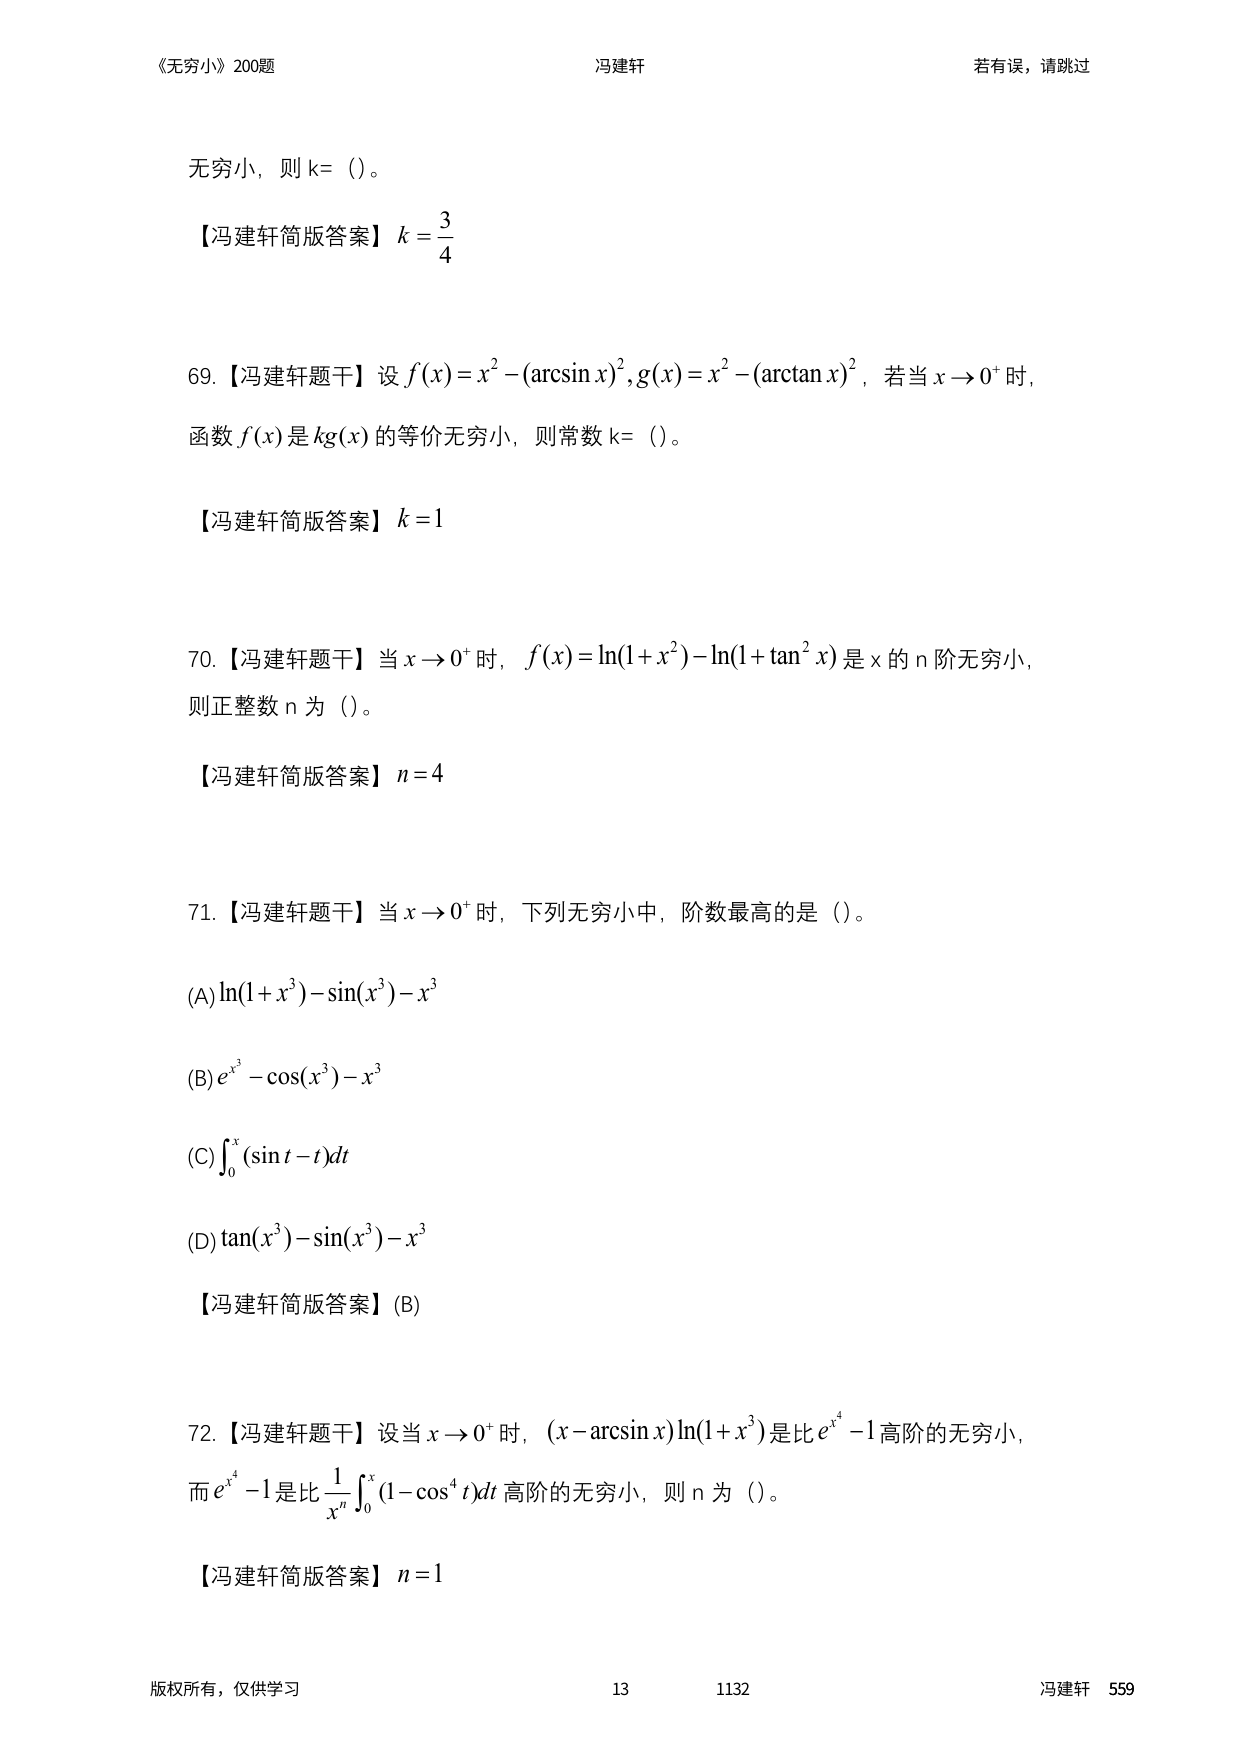 《无穷小》200题 冯建轩 若有误，请跳过
无穷小，则 k=（）。
【冯建轩简版答案】 k = 3/4
69.【冯建轩题干】设 f(x) = x² − (arcsin x)², g(x) = x² − (arctan x)² ，若当 x → 0⁺ 时，
函数 f(x) 是 kg(x) 的等价无穷小，则常数 k=（）。
【冯建轩简版答案】 k = 1
70.【冯建轩题干】当 x → 0⁺ 时， f(x) = ln(1 + x²) − ln(1 + tan² x) 是 x 的 n 阶无穷小，
则正整数 n 为（）。
【冯建轩简版答案】 n = 4
71.【冯建轩题干】当 x → 0⁺ 时，下列无穷小中，阶数最高的是（）。
(A) ln(1 + x³) − sin(x³) − x³
(B) e^{x³} − cos(x³) − x³
(C) ∫₀ˣ (sin t − t)dt
(D) tan(x³) − sin(x³) − x³
【冯建轩简版答案】(B)
72.【冯建轩题干】设当 x → 0⁺ 时， (x − arcsin x) ln(1 + x³) 是比 e^{x⁴} − 1 高阶的无穷小，
而 e^{x⁴} − 1 是比 1/xⁿ ∫₀ˣ (1 − cos⁴ t)dt 高阶的无穷小，则 n 为（）。
【冯建轩简版答案】 n = 1
版权所有，仅供学习 13 1132 冯建轩 559